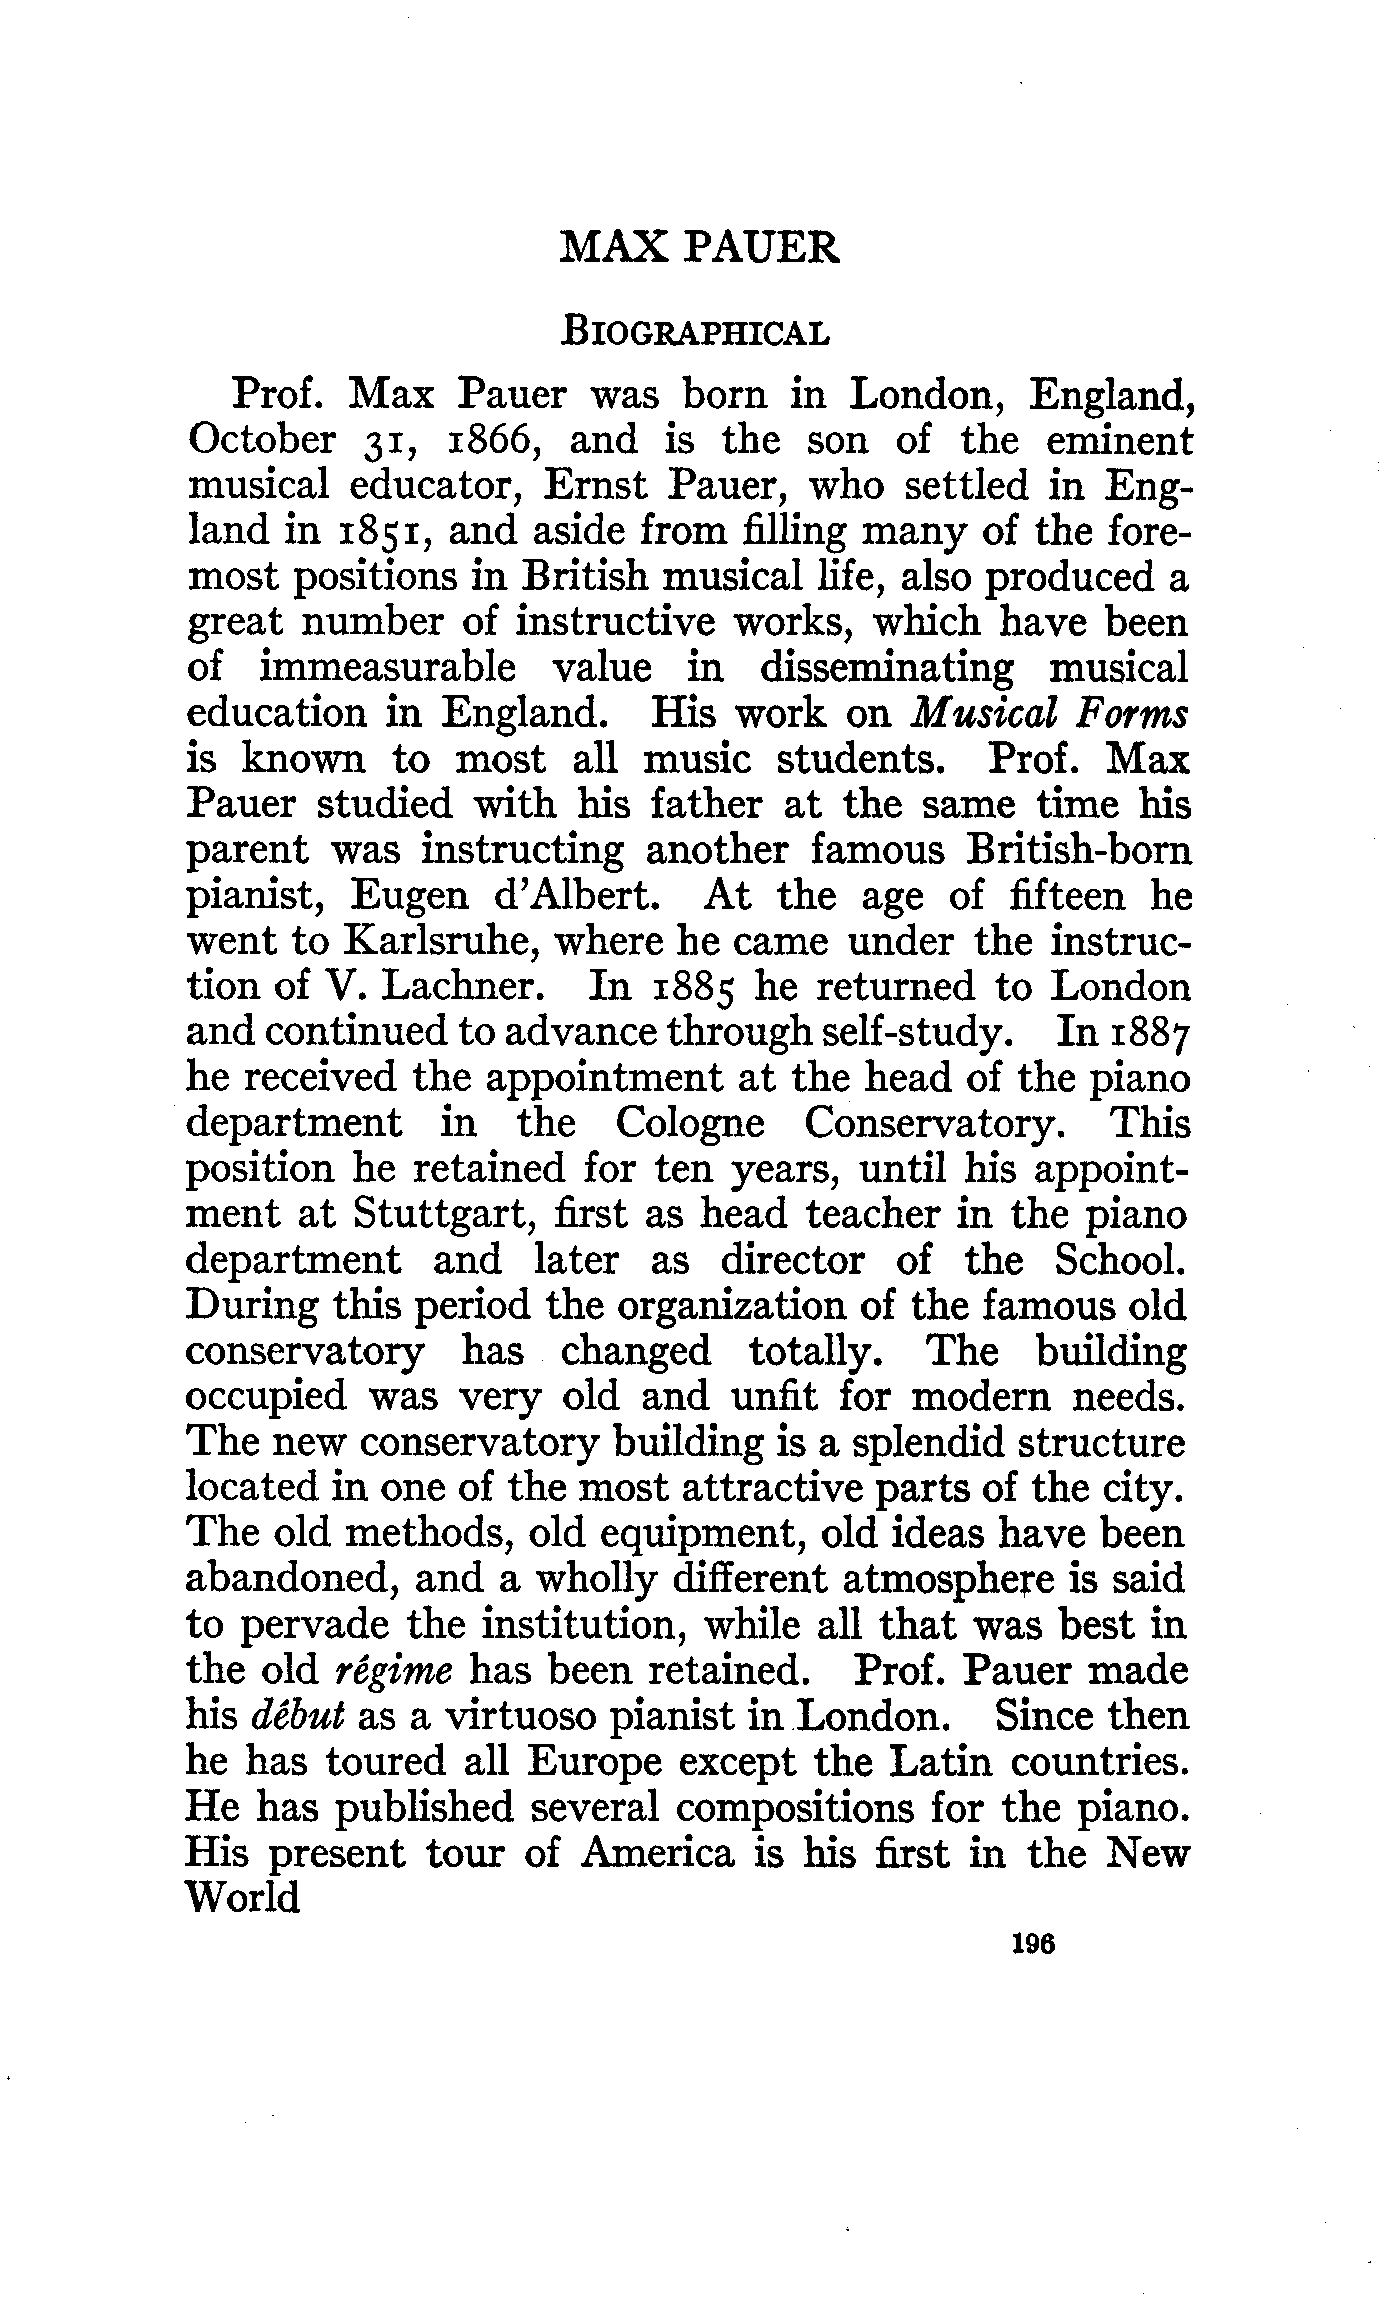 MAX PAUER
BIOGRAPHICAL
Prof. Max Pauer was born in London, England,
October 31, 1866, and is the son of the eminent
musical educator, Ernst Pauer, who settled in Eng-
land in 1851, and aside from filling many of the fore-
most positions in British musical life, also produced a
great number of instructive works, which have been
of immeasurable value in disseminating musical
education in England. His work on Musical Forms
is known to most all music students. Prof. Max
Pauer studied with his father at the same time his
parent was instructing another famous British-born
pianist, Eugen d'Albert. At the age of fifteen he
went to Karlsruhe, where he came under the instruc-
tion of V. Lachner. In 1885 he returned to London
and continued to advance through self-study. In 1887
he received the appointment at the head of the piano
department in the Cologne Conservatory. This
position he retained for ten years, until his appoint-
ment at Stuttgart, first as head teacher in the piano
department and later as director of the School.
During this period the organization of the famous old
conservatory has changed totally. The building
occupied was very old and unfit for modern needs.
The new conservatory building is a splendid structure
located in one of the most attractive parts of the city.
The old methods, old equipment, old ideas have been
abandoned, and a wholly different atmosphere is said
to pervade the institution, while all that was best in
the old régime has been retained. Prof. Pauer made
his début as a virtuoso pianist in London. Since then
he has toured all Europe except the Latin countries.
He has published several compositions for the piano.
His present tour of America is his first in the New
World
196